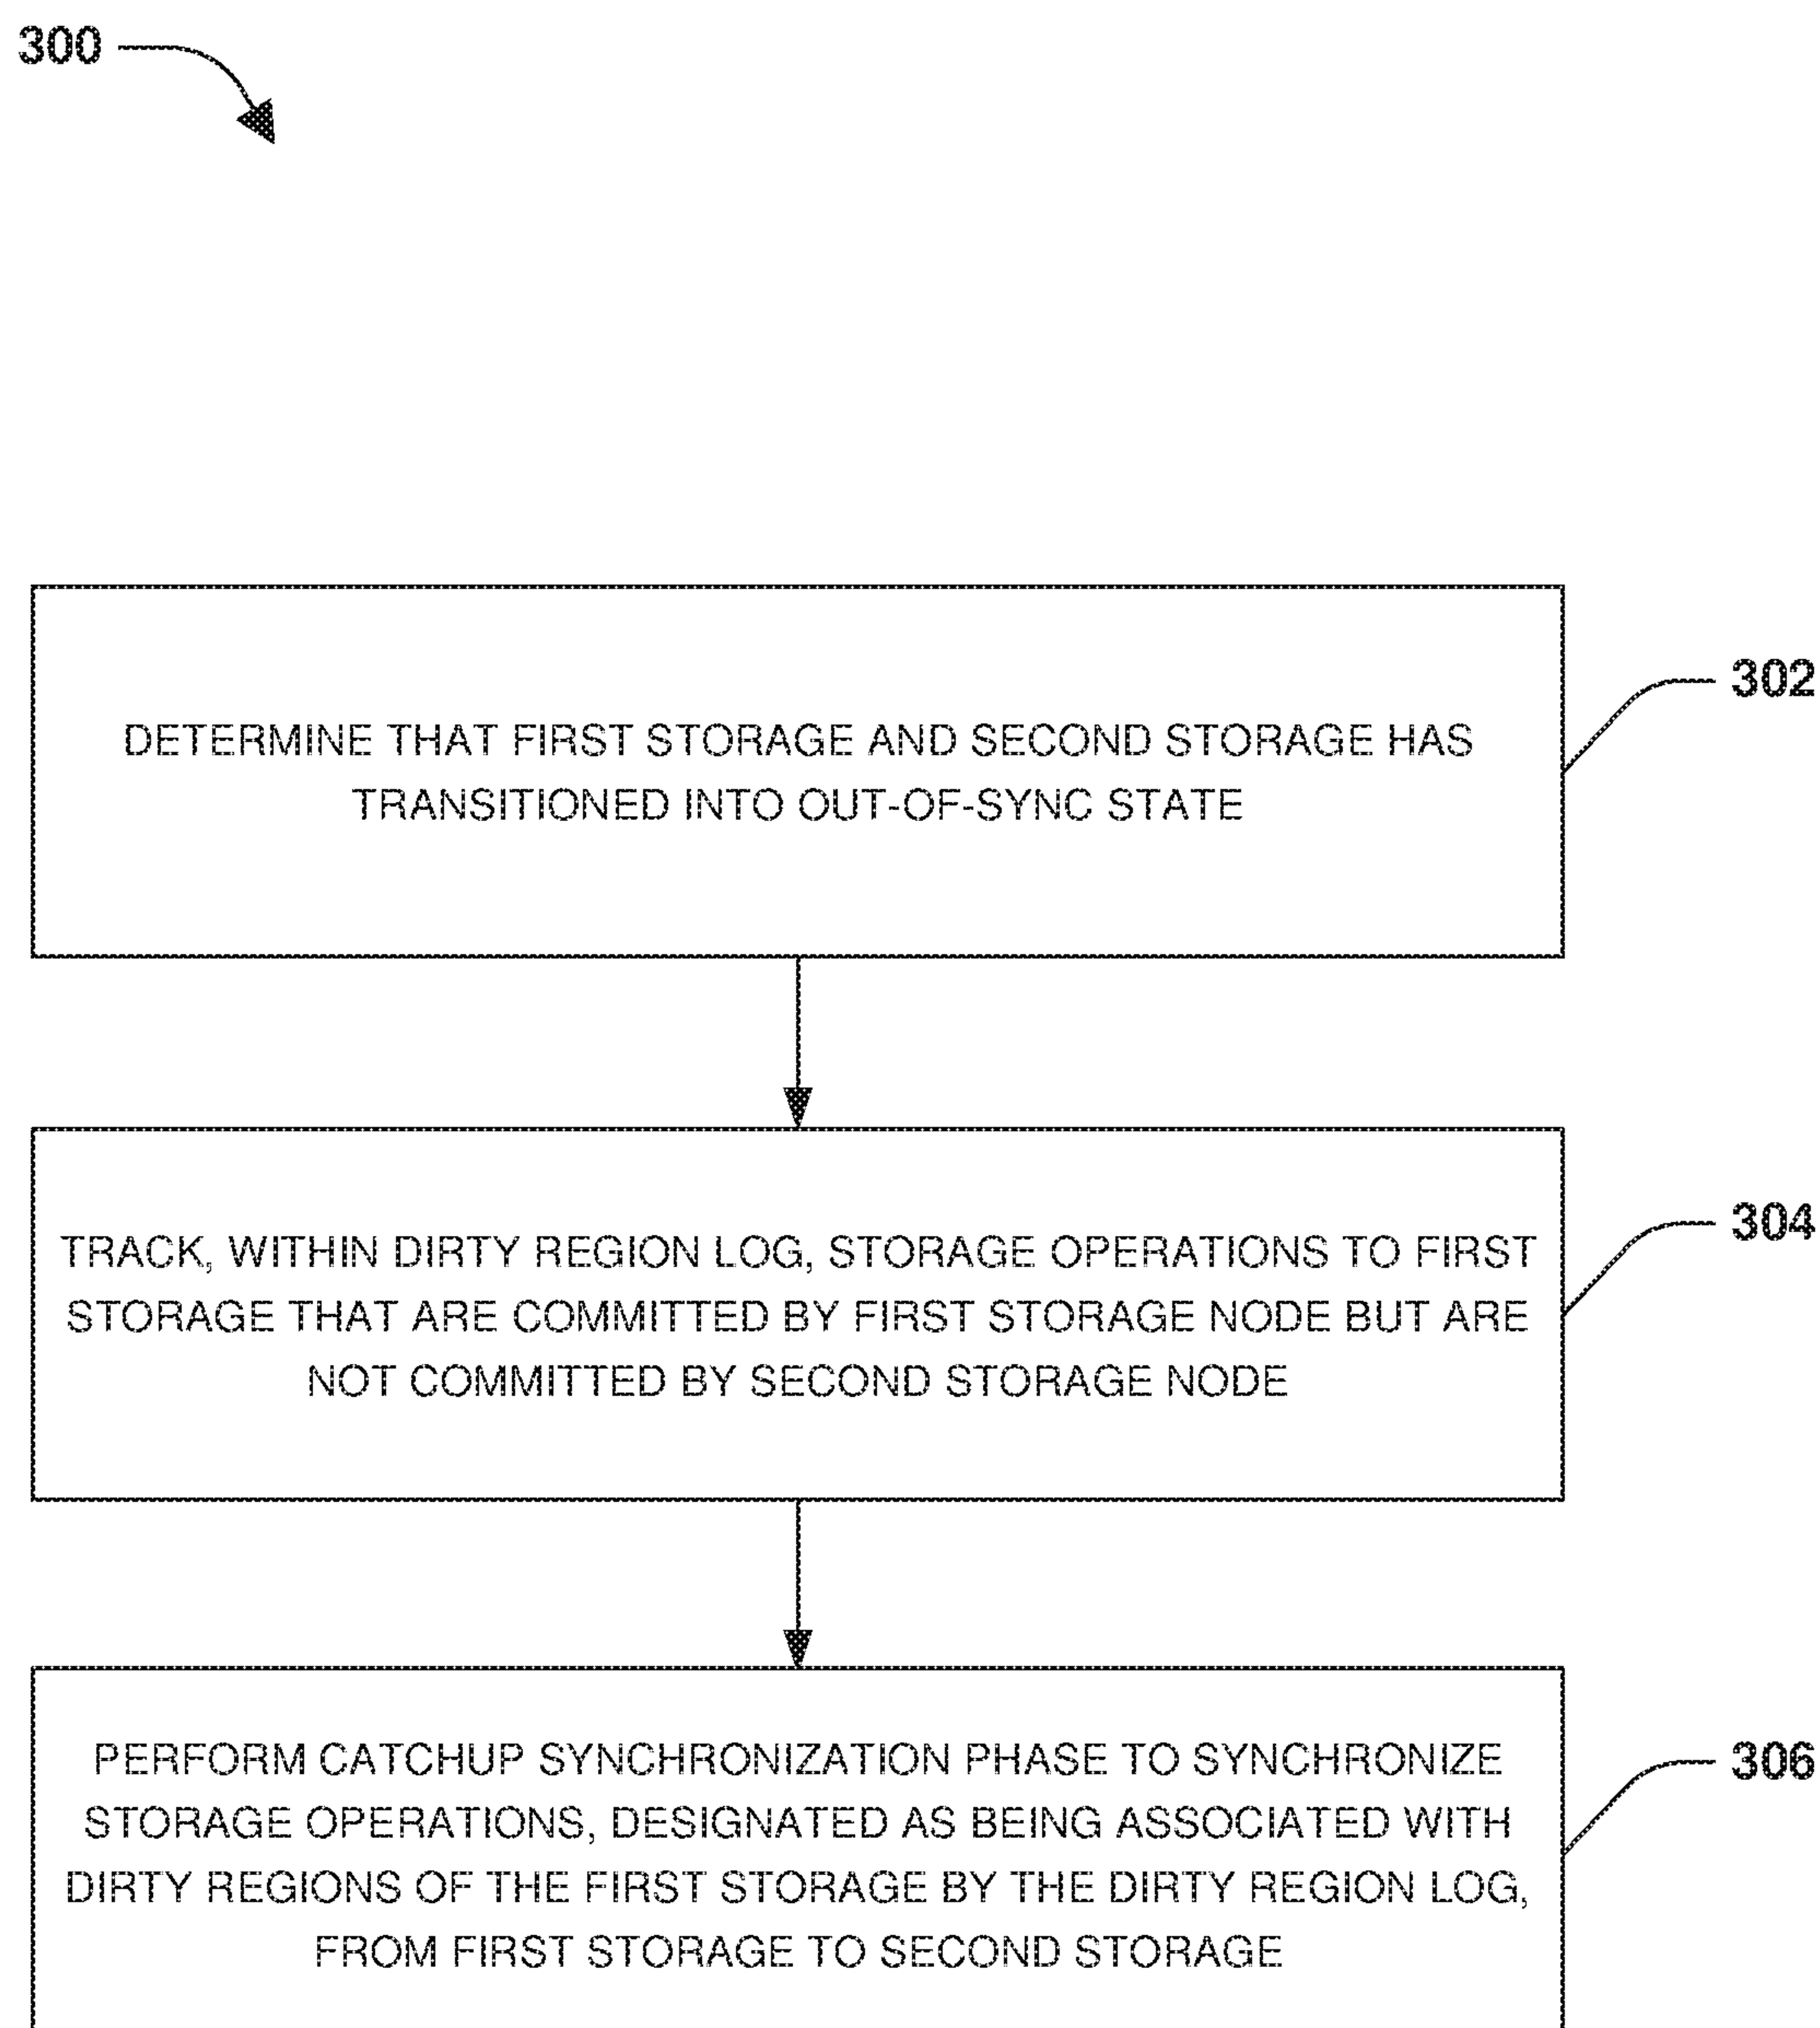 300
DETERMINE THAT FIRST STORAGE AND SECOND STORAGE HAS
TRANSITIONED INTO OUT-OF-SYNC STATE
302
TRACK, WITHIN DIRTY REGION LOG, STORAGE OPERATIONS TO FIRST
STORAGE THAT ARE COMMITTED BY FIRST STORAGE NODE BUT ARE
NOT COMMITTED BY SECOND STORAGE NODE
304
PERFORM CATCHUP SYNCHRONIZATION PHASE TO SYNCHRONIZE
STORAGE OPERATIONS, DESIGNATED AS BEING ASSOCIATED WITH
DIRTY REGIONS OF THE FIRST STORAGE BY THE DIRTY REGION LOG,
FROM FIRST STORAGE TO SECOND STORAGE
306